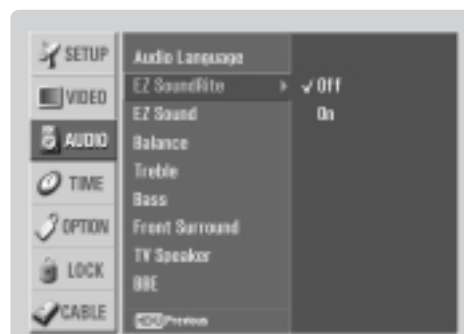 SETUP
VIDEO
AUDIO
TIME
OPTION
LOCK
CABLE
Audio Language
EZ SoundRite
EZ Sound
Balance
Treble
Bass
Front Surround
TV Speaker
BBE
Previous
✓ Off
On